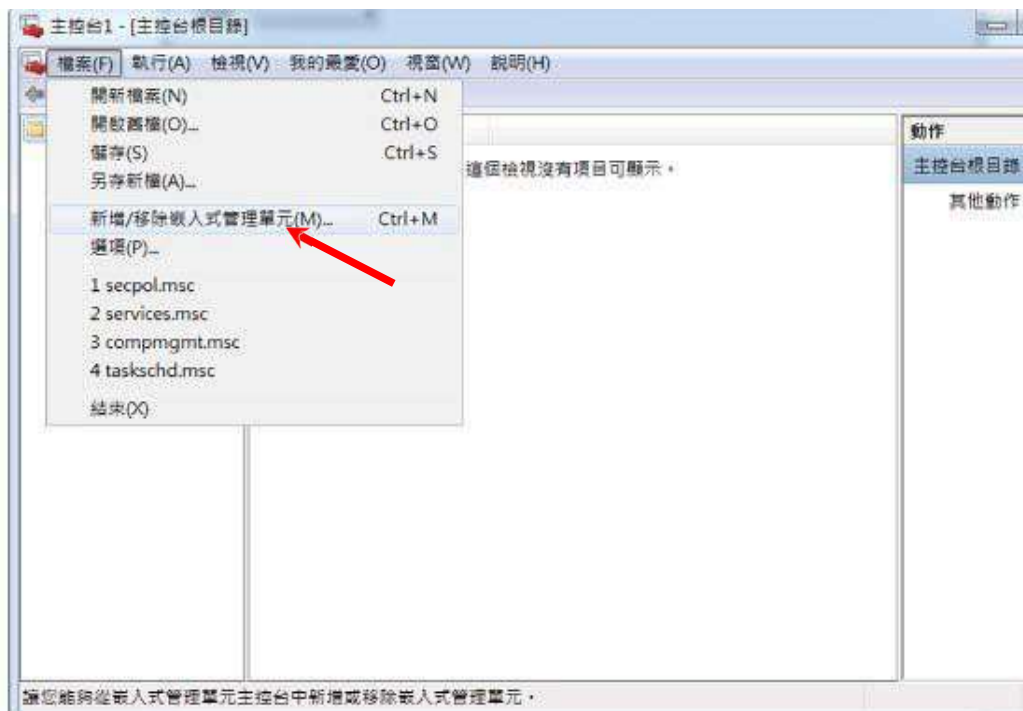 主控台1 - [主控台根目錄]
檔案(F) 執行(A) 檢視(V) 我的最愛(O) 視窗(W) 說明(H)
開新檔案(N) Ctrl+N
開啟舊檔(O)... Ctrl+O
儲存(S) Ctrl+S
另存新檔(A)...
新增/移除嵌入式管理單元(M)... Ctrl+M
選項(P)...
1 secpol.msc
2 services.msc
3 compmgmt.msc
4 taskschd.msc
結束(X)
這個檢視沒有項目可顯示。
動作
主控台根目錄
其他動作
讓您能夠從嵌入式管理單元主控台中新增或移除嵌入式管理單元。